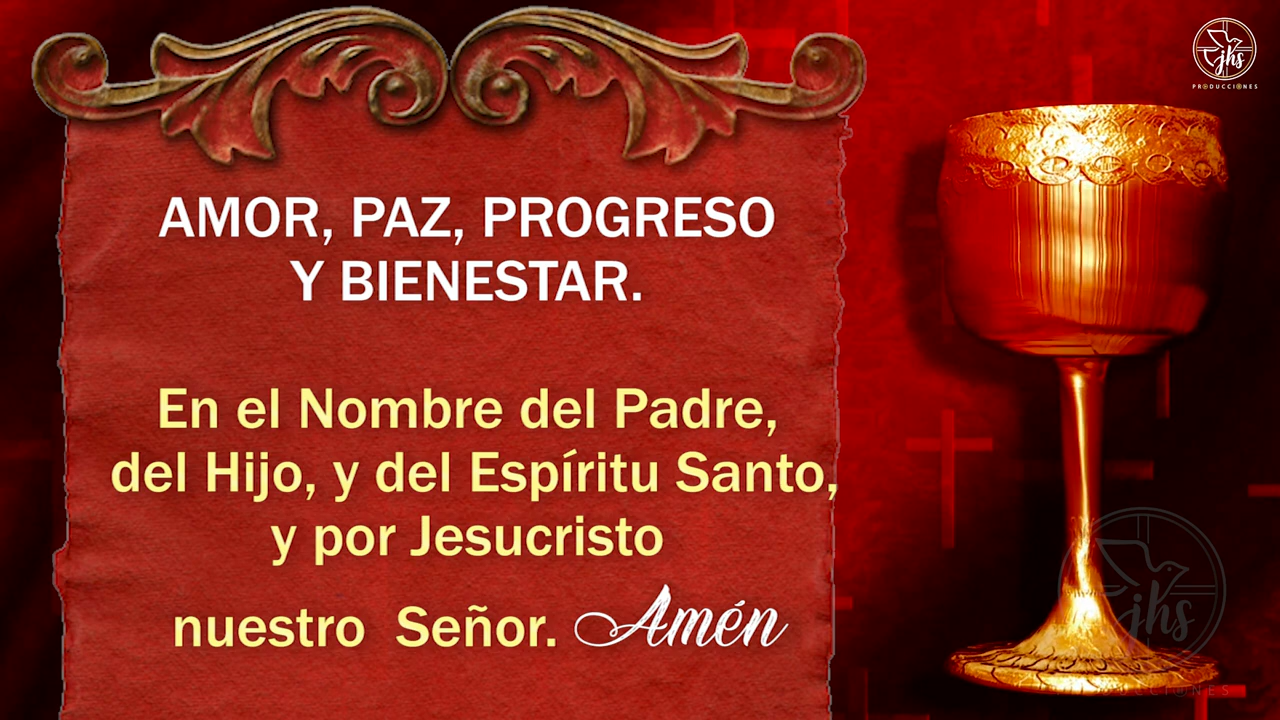 jhs
PRODUCCIONES
AMOR, PAZ, PROGRESO
Y BIENESTAR.
En el Nombre del Padre,
del Hijo, y del Espíritu Santo,
y por Jesucristo
nuestro Señor. Amén
jhs
PRODUCCIONES